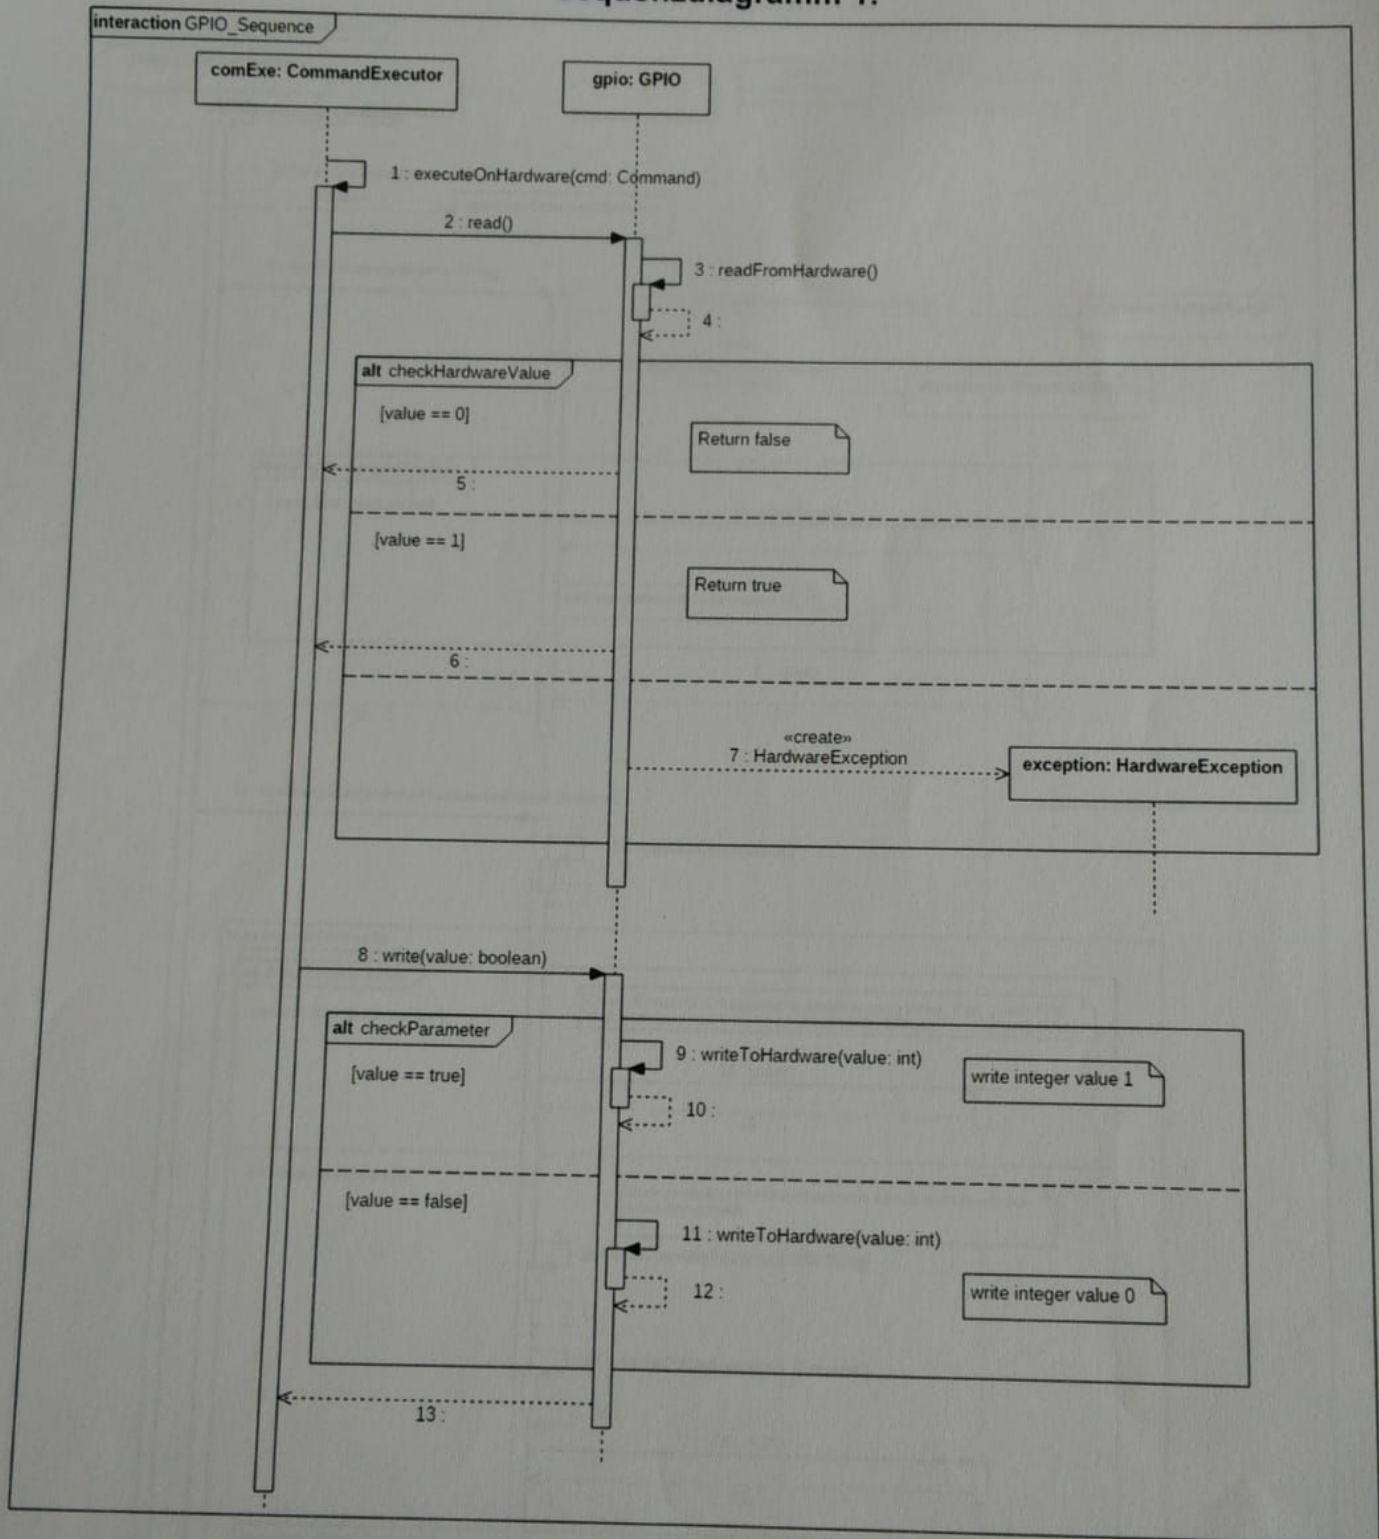 interaction GPIO_Sequence
comExe: CommandExecutor
gpio: GPIO
1 : executeOnHardware(cmd: Command)
2 : read()
3 : readFromHardware()
4 :
alt checkHardwareValue
[value == 0]
Return false
5 :
[value == 1]
Return true
6 :
«create»
7 : HardwareException
exception: HardwareException
8 : write(value: boolean)
alt checkParameter
9 : writeToHardware(value: int)
[value == true]
write integer value 1
10 :
[value == false]
11 : writeToHardware(value: int)
12 :
write integer value 0
13 :